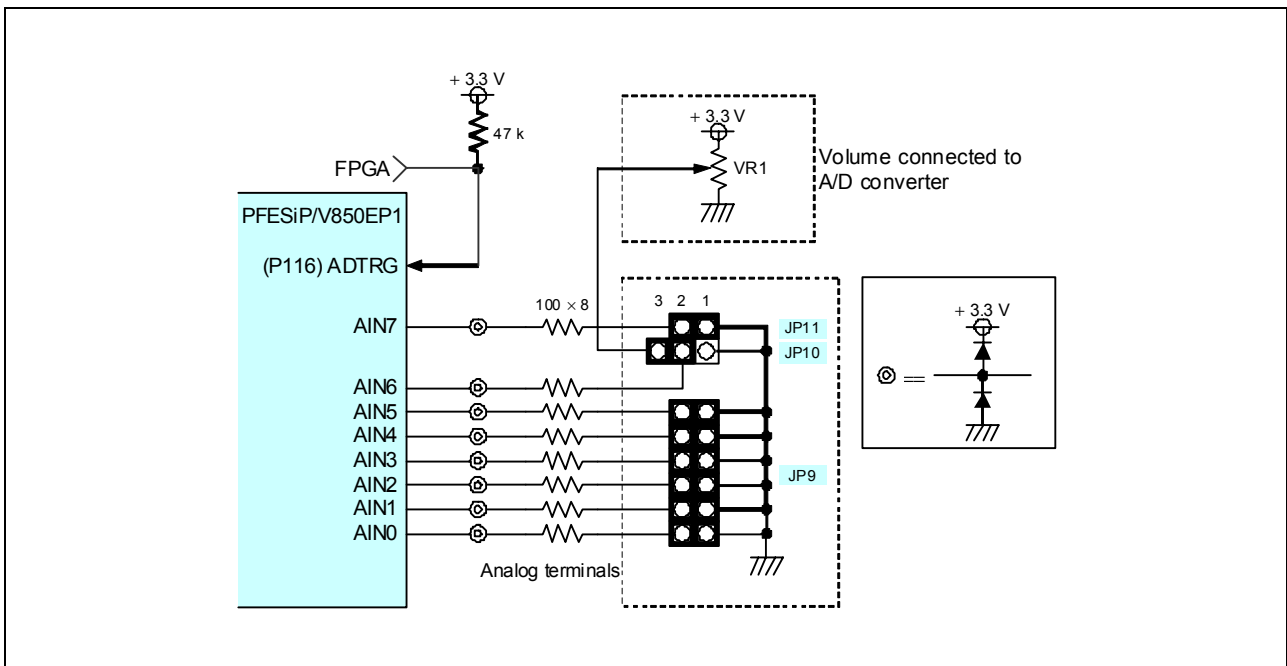 + 3.3 V
47 k
FPGA
PFESiP/V850EP1
(P116) ADTRG
+ 3.3 V
VR1
Volume connected to
A/D converter
100 × 8
3 2 1
AIN7
JP11
JP10
AIN6
AIN5
AIN4
AIN3
AIN2
JP9
AIN1
AIN0
Analog terminals
+ 3.3 V
==